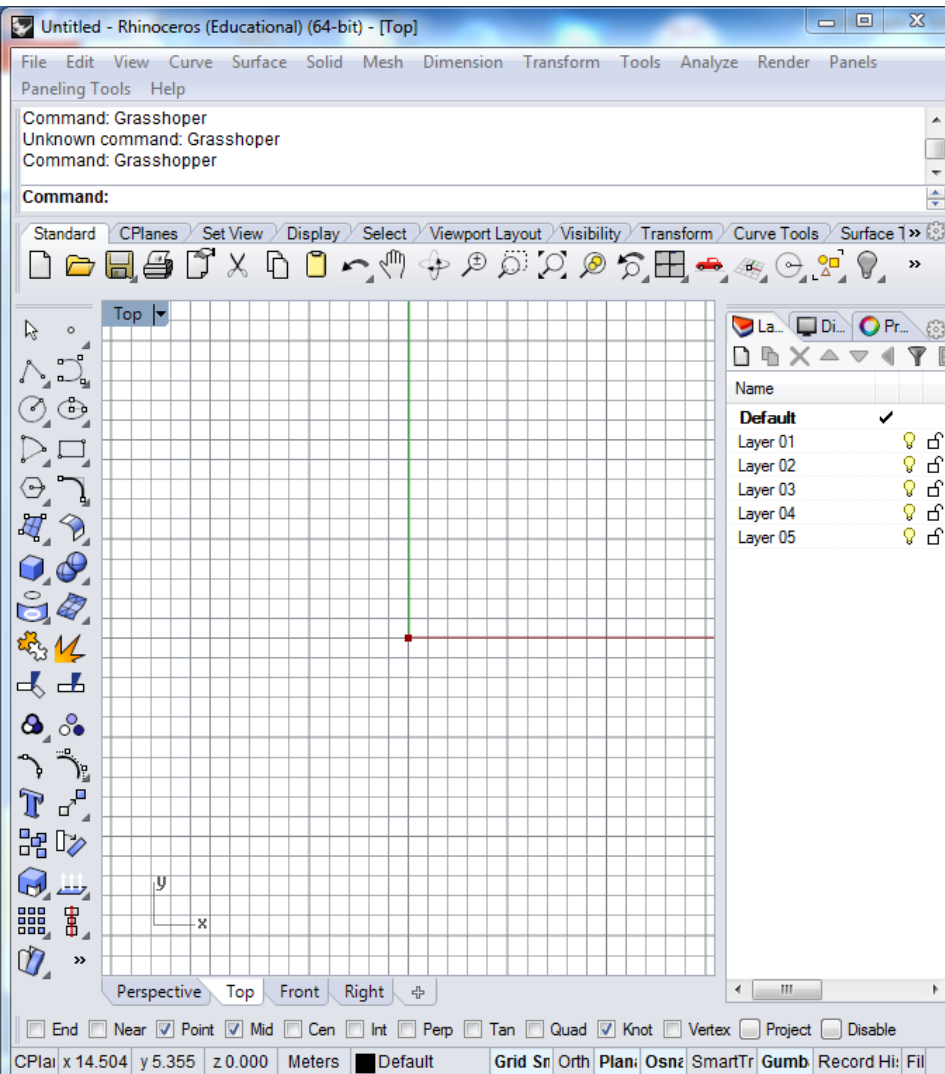 Untitled - Rhinoceros (Educational) (64-bit) - [Top]
File Edit View Curve Surface Solid Mesh Dimension Transform Tools Analyze Render Panels
Paneling Tools Help
Command: Grasshoper
Unknown command: Grasshoper
Command: Grasshopper
Command:
Standard CPlanes Set View Display Select Viewport Layout Visibility Transform Curve Tools Surface T
Top
La... Di... Pr...
Name
Default
Layer 01
Layer 02
Layer 03
Layer 04
Layer 05
y
x
Perspective Top Front Right
End Near Point Mid Cen Int Perp Tan Quad Knot Vertex Project Disable
CPlai x 14.504 y 5.355 z 0.000 Meters Default Grid Sn Orth Plana Osna SmartTr Gumb Record His Fil